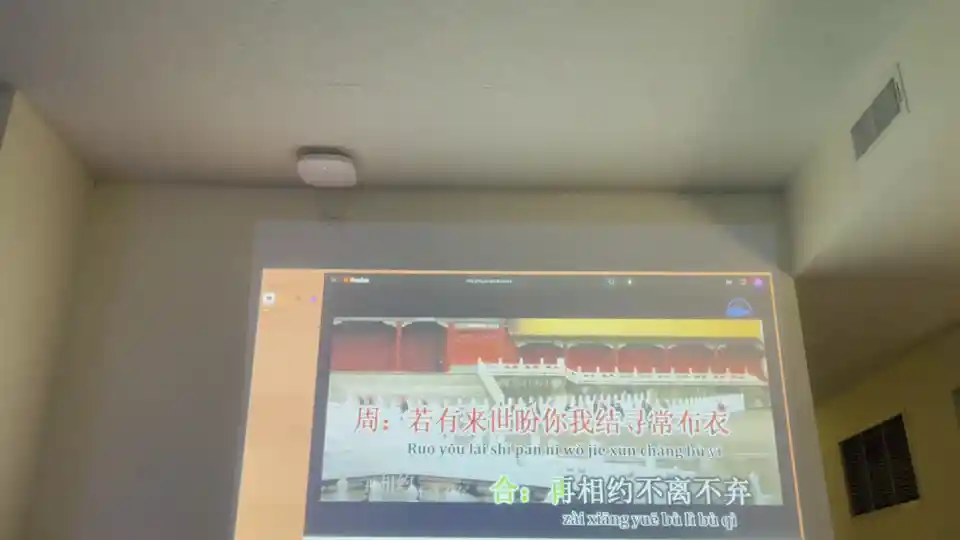 周：若有来世盼你我结寻常布衣
Ruo yǒu lái shì pàn nǐ wǒ jié xún cháng bù yī
合：再相约不离不弃
zài xiāng yuē bù lí bù qì